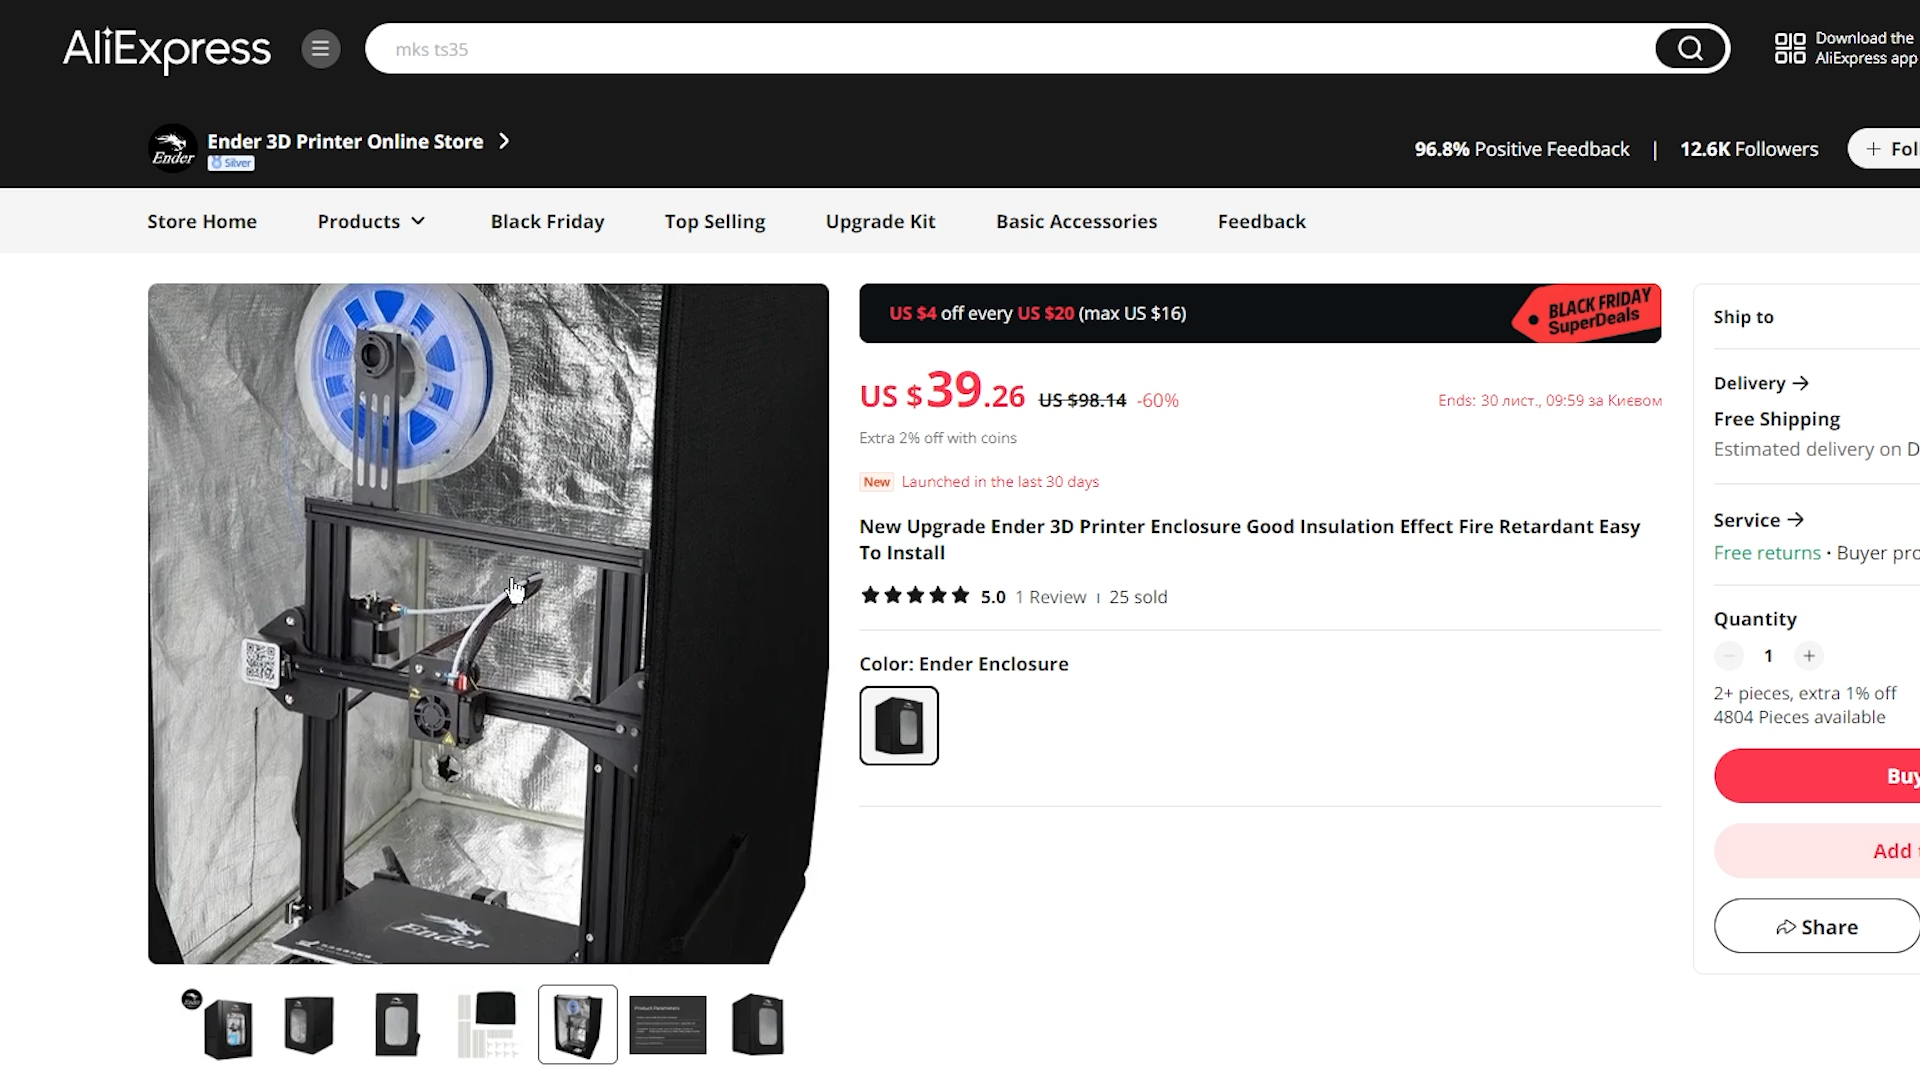 AliExpress
mks ts35
Download the
AliExpress app
Ender
Ender 3D Printer Online Store
Silver
96.8% Positive Feedback | 12.6K Followers
+ Fol
Store Home
Products
Black Friday
Top Selling
Upgrade Kit
Basic Accessories
Feedback
US $4 off every US $20 (max US $16)
BLACK FRIDAY
SuperDeals
US $39.26 US $98.14 -60%
Ends: 30 лист., 09:59 за Києвом
Extra 2% off with coins
New Launched in the last 30 days
New Upgrade Ender 3D Printer Enclosure Good Insulation Effect Fire Retardant Easy
To Install
5.0 1 Review 25 sold
Color: Ender Enclosure
Ender
Product Parameters
Ship to
Delivery
Free Shipping
Estimated delivery on D
Service
Free returns · Buyer pro
Quantity
1
2+ pieces, extra 1% off
4804 Pieces available
Buy
Add
Share